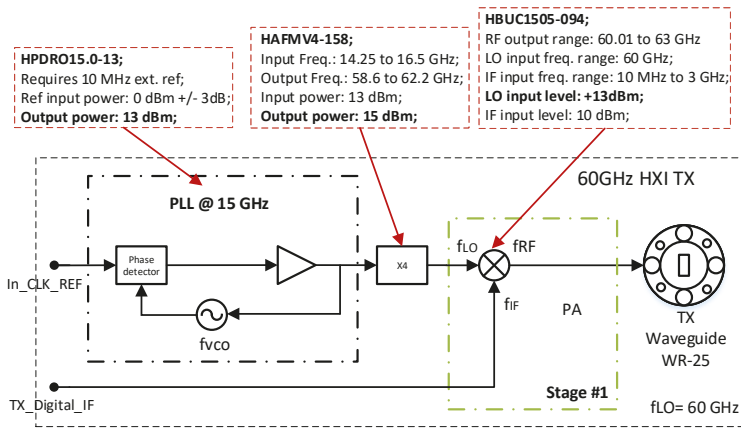 HPDRO15.0-13;
Requires 10 MHz ext. ref;
Ref input power: 0 dBm +/- 3dB;
Output power: 13 dBm;
HAFMV4-158;
Input Freq.: 14.25 to 16.5 GHz;
Output Freq.: 58.6 to 62.2 GHz;
Input power: 13 dBm;
Output power: 15 dBm;
HBUC1505-094;
RF output range: 60.01 to 63 GHz
LO input freq. range: 60 GHz;
IF input freq. range: 10 MHz to 3 GHz;
LO input level: +13dBm;
IF input level: 10 dBm;
60GHz HXI TX
PLL @ 15 GHz
Phase
detector
X4
fLO
fRF
In_CLK_REF
fVCO
fIF
PA
TX
Waveguide
WR-25
TX_Digital_IF
Stage #1
fLO= 60 GHz